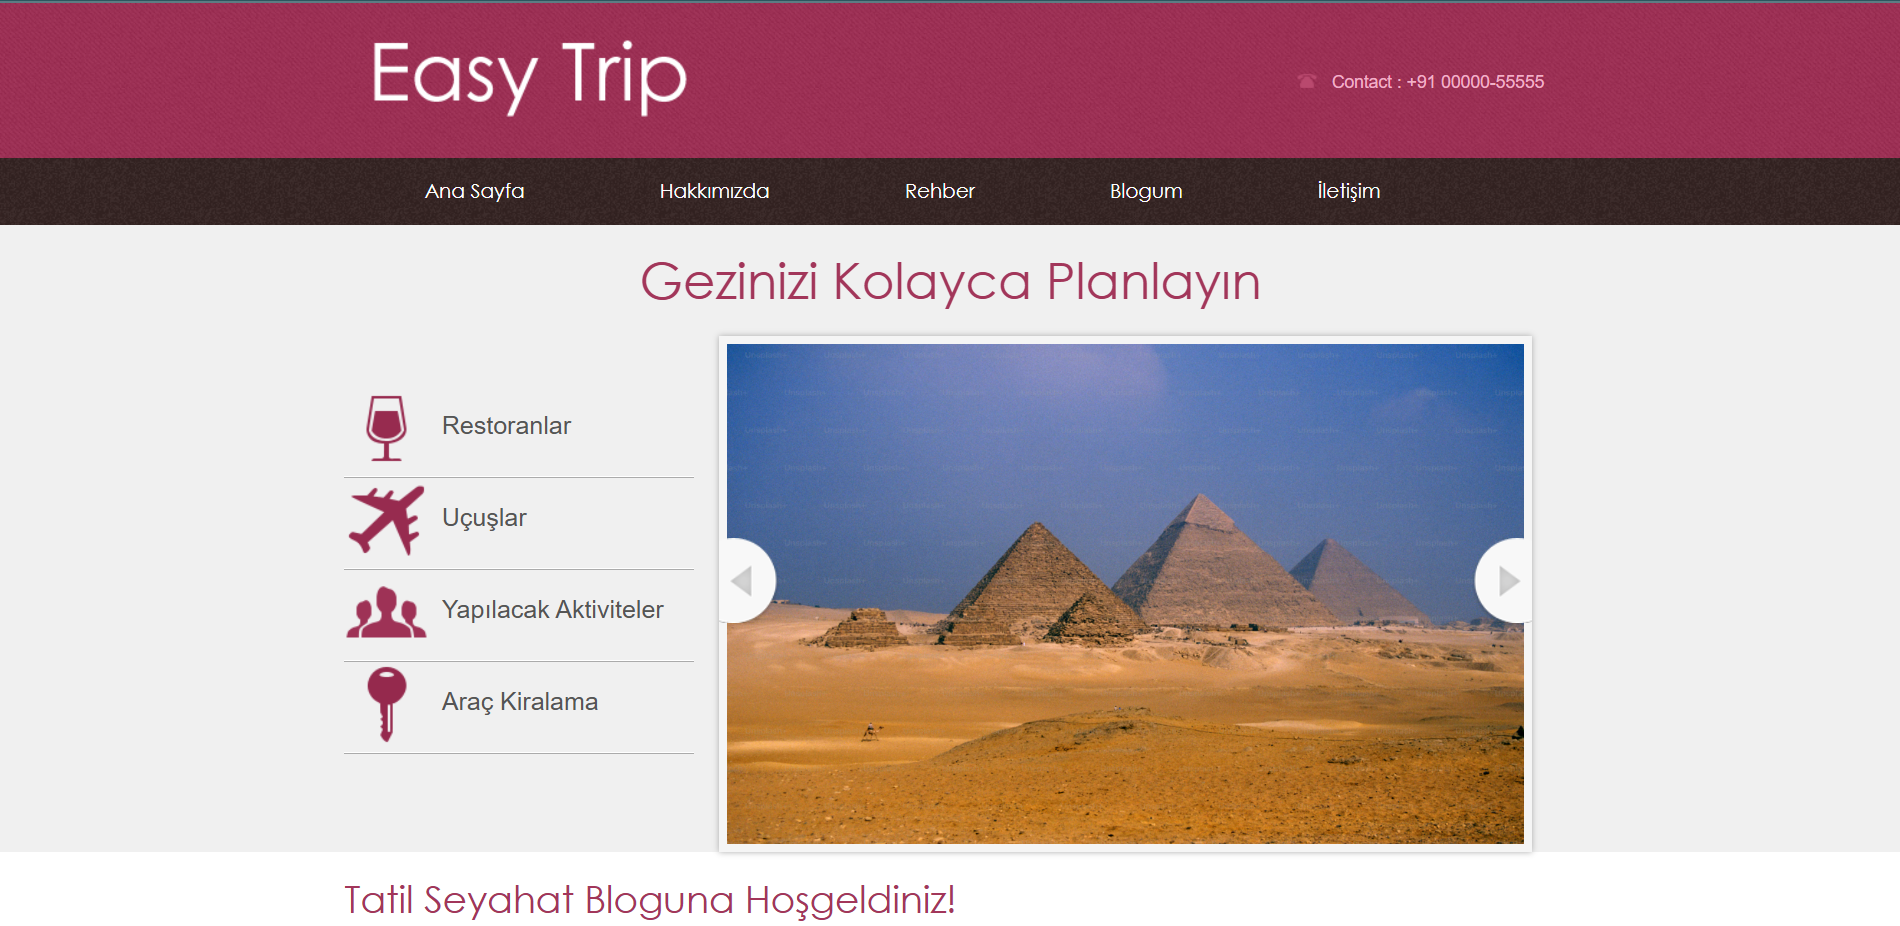 Easy Trip
Contact : +91 00000-55555
Ana Sayfa
Hakkımızda
Rehber
Blogum
İletişim
Gezinizi Kolayca Planlayın
Restoranlar
Uçuşlar
Yapılacak Aktiviteler
Araç Kiralama
Unsplash+
Tatil Seyahat Bloguna Hoşgeldiniz!